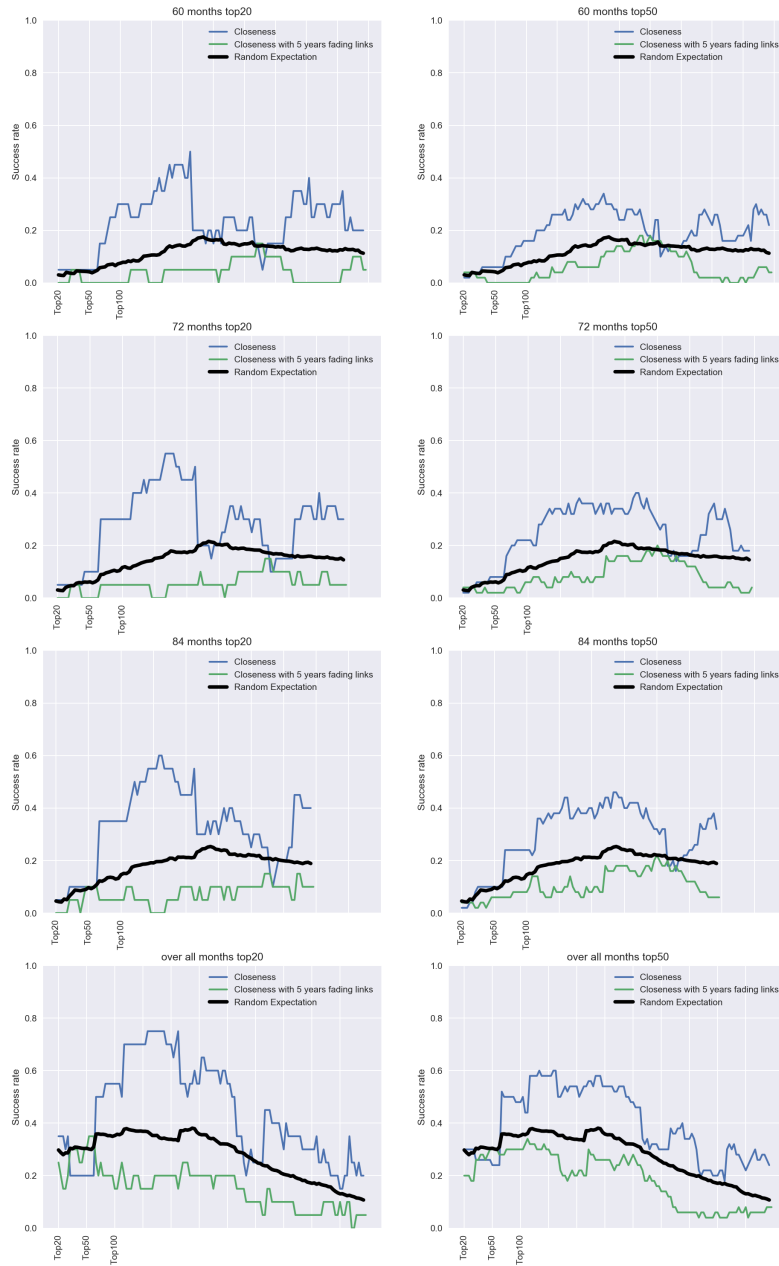 60 months top20
1.0
0.8
0.6
0.4
0.2
0.0
Success rate
Closeness
Closeness with 5 years fading links
Random Expectation
Top20
Top50
Top100
60 months top50
1.0
0.8
0.6
0.4
0.2
0.0
Success rate
Closeness
Closeness with 5 years fading links
Random Expectation
Top20
Top50
Top100
72 months top20
1.0
0.8
0.6
0.4
0.2
0.0
Success rate
Closeness
Closeness with 5 years fading links
Random Expectation
Top20
Top50
Top100
72 months top50
1.0
0.8
0.6
0.4
0.2
0.0
Success rate
Closeness
Closeness with 5 years fading links
Random Expectation
Top20
Top50
Top100
84 months top20
1.0
0.8
0.6
0.4
0.2
0.0
Success rate
Closeness
Closeness with 5 years fading links
Random Expectation
Top20
Top50
Top100
84 months top50
1.0
0.8
0.6
0.4
0.2
0.0
Success rate
Closeness
Closeness with 5 years fading links
Random Expectation
Top20
Top50
Top100
over all months top20
1.0
0.8
0.6
0.4
0.2
0.0
Success rate
Closeness
Closeness with 5 years fading links
Random Expectation
Top20
Top50
Top100
over all months top50
1.0
0.8
0.6
0.4
0.2
0.0
Success rate
Closeness
Closeness with 5 years fading links
Random Expectation
Top20
Top50
Top100